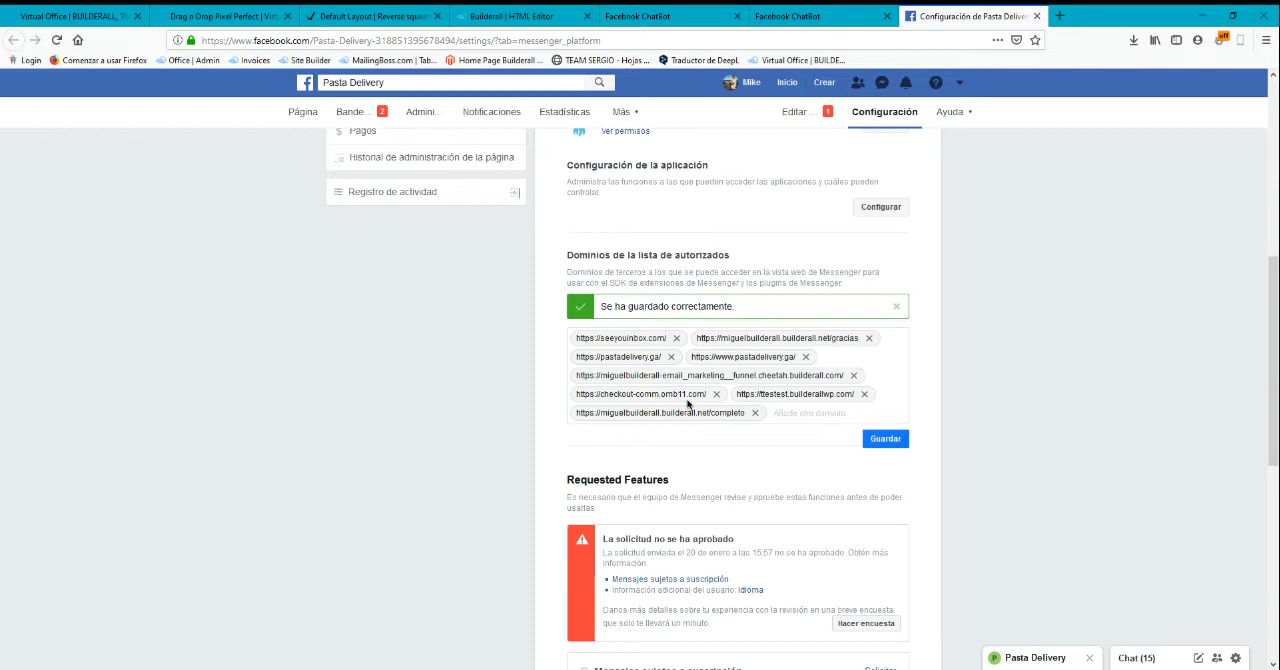 Virtual Office | BUILDERALL, Th
Drag n Drop Pixel Perfect | Virtu
Default Layout | Reverse sque
Builderall | HTML Editor
Facebook ChatBot
Facebook ChatBot
Configuración de Pasta Deliver
https://www.facebook.com/Pasta-Delivery-318851395678494/settings/?tab=messenger_platform
off
Login
Comenzar a usar Firefox
Office | Admin
Invoices
Site Builder
MailingBoss.com | Tab...
Home Page Builderall ...
TEAM SERGIO - Hojas ...
Traductor de DeepL
Virtual Office | BUILDE...
Pasta Delivery
Mike
Inicio
Crear
Página
Bande... 2
Admini...
Notificaciones
Estadísticas
Más
Editar ... 1
Configuración
Ayuda
Pagos
Historial de administración de la página
Registro de actividad
Ver permisos
Configuración de la aplicación
Administra las funciones a las que pueden acceder las aplicaciones y cuáles pueden
controlar.
Configurar
Dominios de la lista de autorizados
Dominios de terceros a los que se puede acceder en la vista web de Messenger para
usar con el SDK de extensiones de Messenger y los plugins de Messenger.
Se ha guardado correctamente.
https://seeyouinbox.com/
https://miguelbuilderall.builderall.net/gracias
https://pastadelivery.ga/
https://www.pastadelivery.ga/
https://miguelbuilderall-email_marketing__funnel.cheetah.builderall.com/
https://checkout-comm.omb11.com/
https://ttestest.builderallwp.com/
https://miguelbuilderall.builderall.net/completo
Añade otro dominio
Guardar
Requested Features
Es necesario que el equipo de Messenger revise y apruebe estas funciones antes de poder
usarlas.
La solicitud no se ha aprobado
La solicitud enviada el 20 de enero a las 15:57 no se ha aprobado. Obtén más
información.
Mensajes sujetos a suscripción
Información adicional del usuario: Idioma
Danos más detalles sobre tu experiencia con la revisión en una breve encuesta
que solo te llevará un minuto.
Hacer encuesta
Mensajes sujetos a suscripción
Solicitar
P Pasta Delivery
Chat (15)